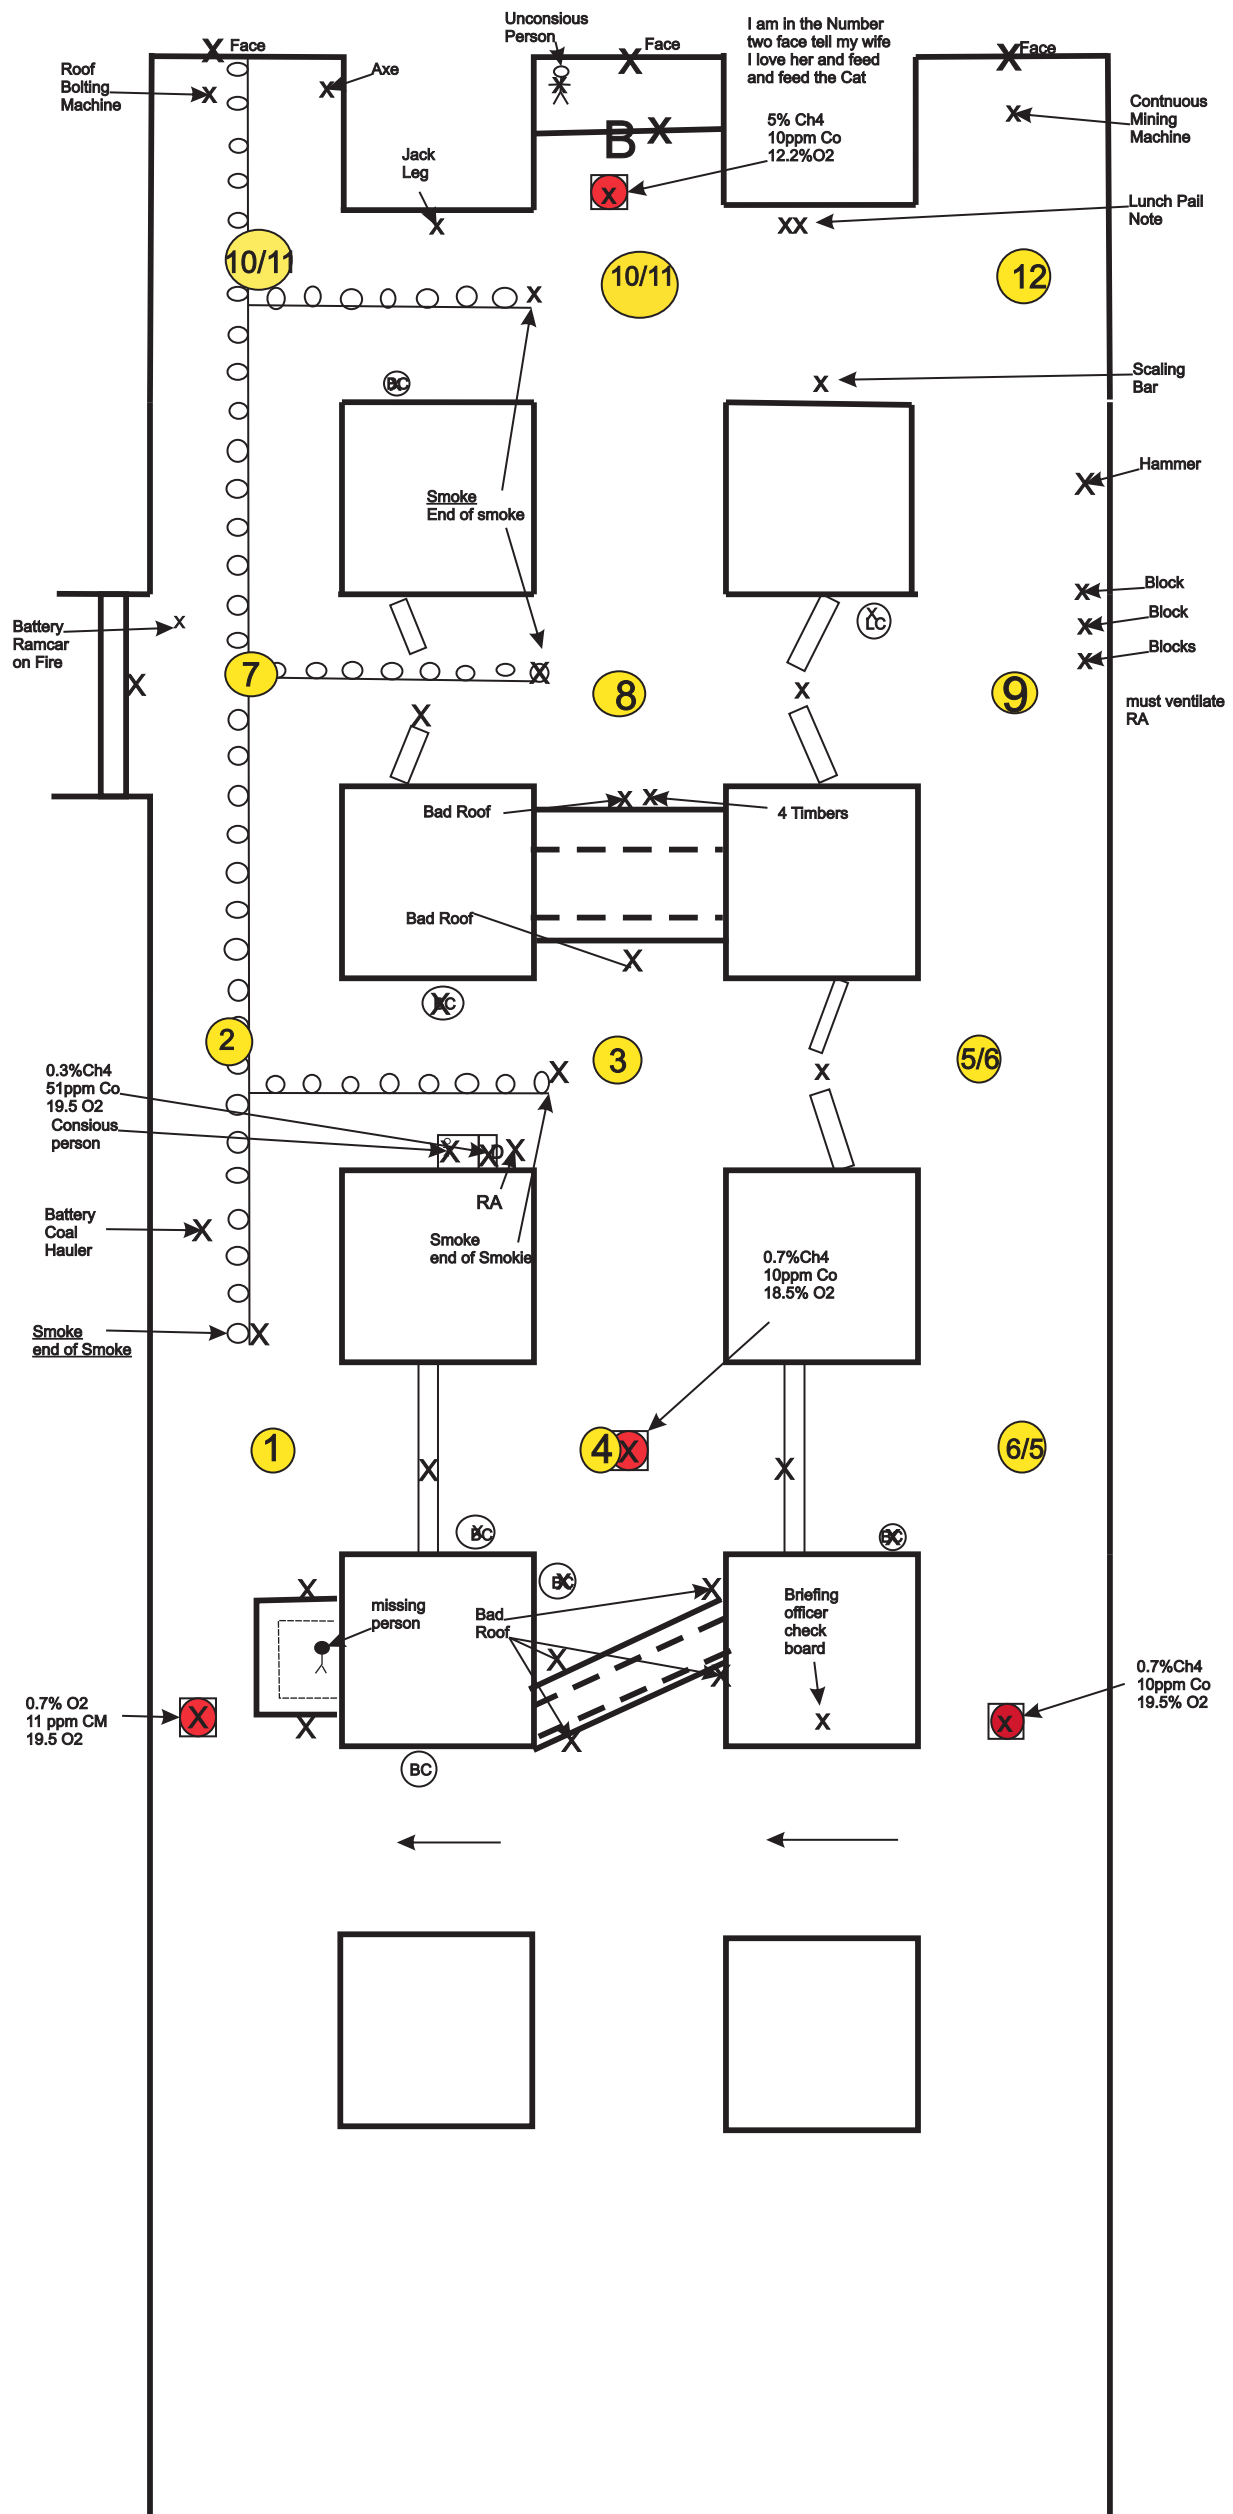 Unconsious
Person
I am in the Number
two face tell my wife
I love her and feed
and feed the Cat
X Face
X Face
X Face
Roof
Bolting
Machine
X
X
Axe
X
X
Contnuous
Mining
Machine
5% Ch4
10ppm Co
12.2%O2
B X
Jack
Leg
X
X
XX
Lunch Pail
Note
10/11
10/11
12
X
BC
X
Scaling
Bar
Smoke
End of smoke
X
Hammer
X
Block
X
Block
X
Blocks
must ventilate
RA
Battery
Ramcar
on Fire
X
X
X
LC
7
X
8
X
9
X
Bad Roof
X X
4 Timbers
Bad Roof
X
BC
2
X
3
X
5/6
0.3%Ch4
51ppm Co
19.5 O2
Consious
person
X
X
X
RA
Battery
Coal
Hauler
X
Smoke
end of Smokie
0.7%Ch4
10ppm Co
18.5% O2
Smoke
end of Smoke
X
1
X
4
X
X
6/5
BC
BC
BC
X
missing
person
Bad
Roof
X
X
X
X
X
Briefing
officer
check
board
X
0.7% O2
11 ppm CM
19.5 O2
X
X
0.7%Ch4
10ppm Co
19.5% O2
BC